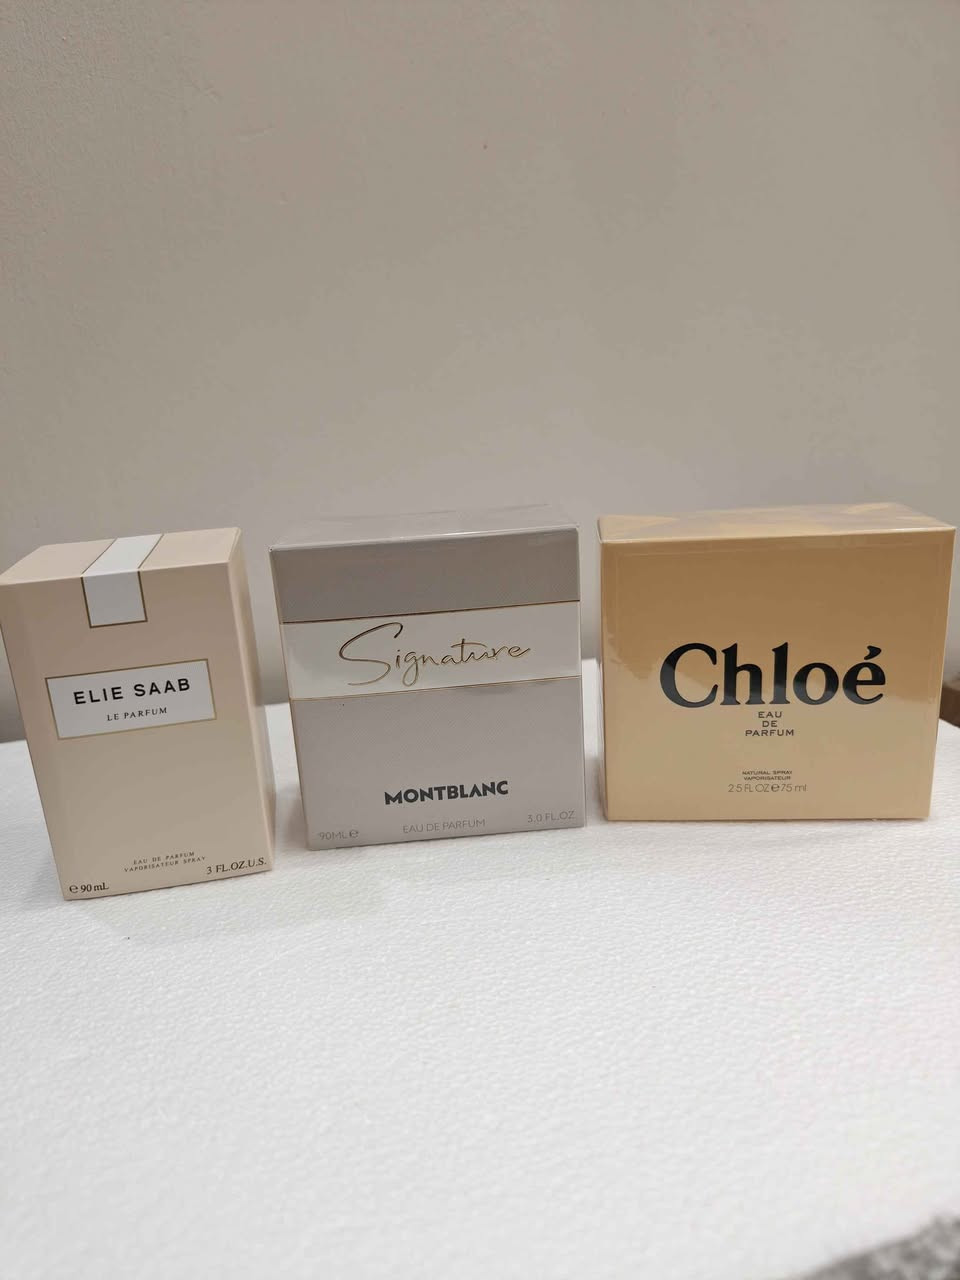 ELIE SAAB
LE PARFUM
EAU DE PARFUM
VAPORISATEUR SPRAY
e 90 mL
3 FL.OZ.U.S.
Signature
MONTBLANC
90ML e
EAU DE PARFUM
3.0 FL.OZ.
Chloé
EAU
DE
PARFUM
NATURAL SPRAY
VAPORISATEUR
2.5 FL OZ e 75 ml